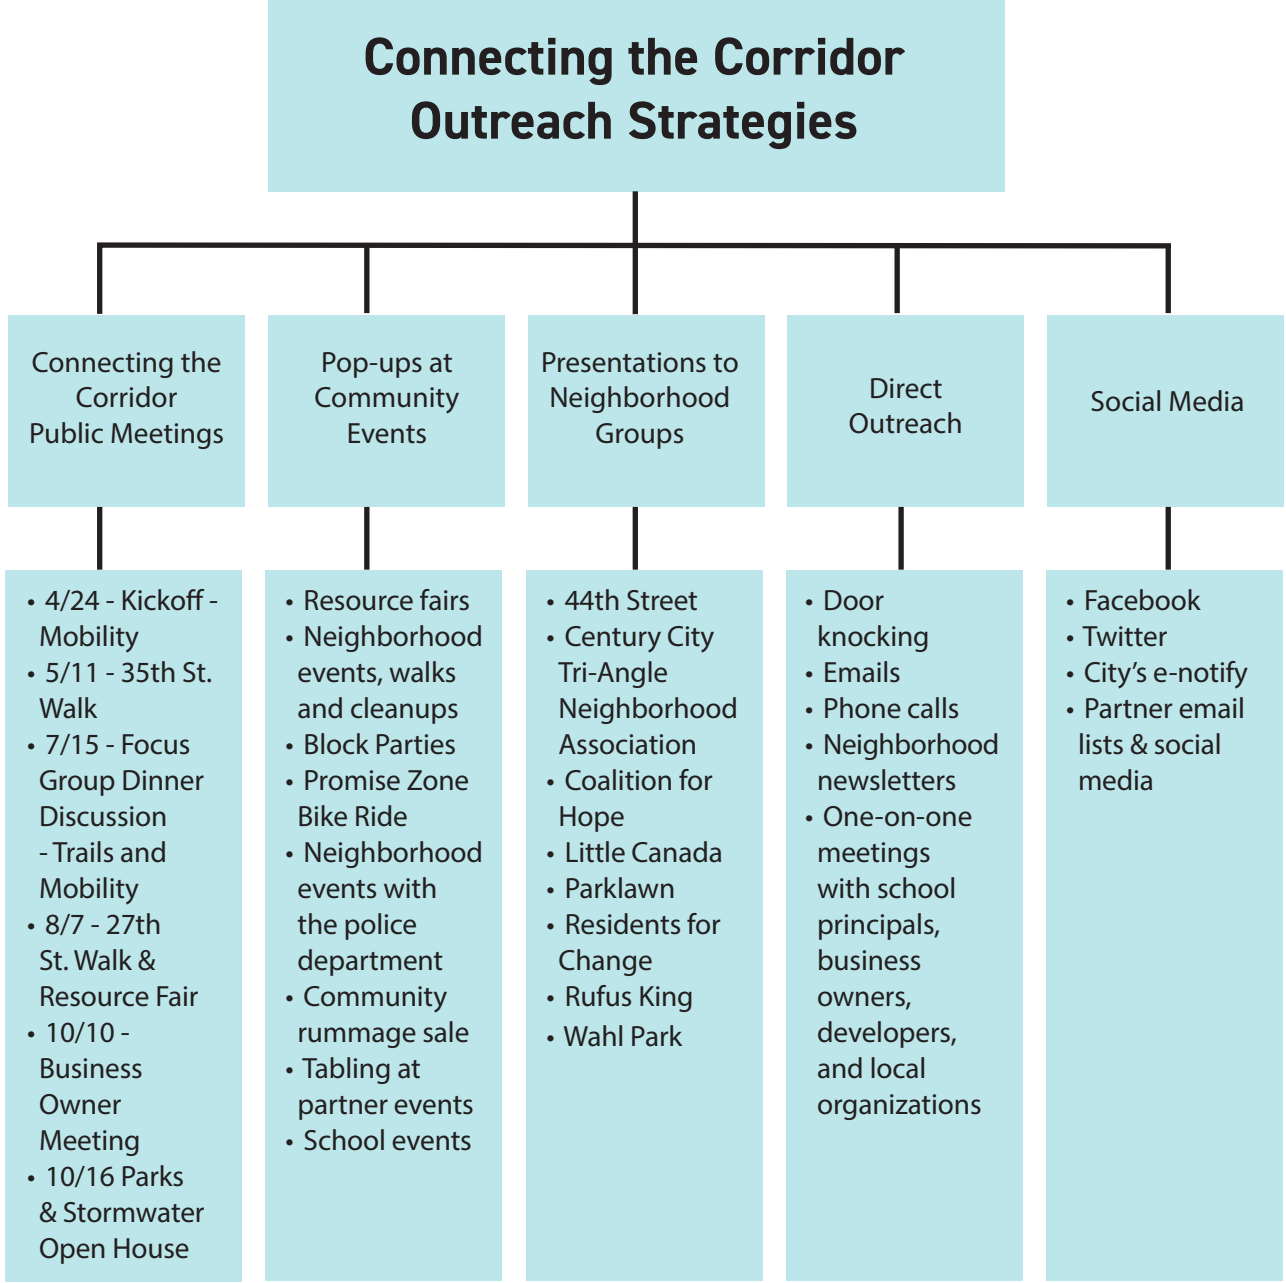 Connecting the Corridor
Outreach Strategies
Connecting the
Corridor
Public Meetings
Pop-ups at
Community
Events
Presentations to
Neighborhood
Groups
Direct
Outreach
Social Media
• 4/24 - Kickoff -
Mobility
• 5/11 - 35th St.
Walk
• 7/15 - Focus
Group Dinner
Discussion
- Trails and
Mobility
• 8/7 - 27th
St. Walk &
Resource Fair
• 10/10 -
Business
Owner
Meeting
• 10/16 Parks
& Stormwater
Open House
• Resource fairs
• Neighborhood
events, walks
and cleanups
• Block Parties
• Promise Zone
Bike Ride
• Neighborhood
events with
the police
department
• Community
rummage sale
• Tabling at
partner events
• School events
• 44th Street
• Century City
Tri-Angle
Neighborhood
Association
• Coalition for
Hope
• Little Canada
• Parklawn
• Residents for
Change
• Rufus King
• Wahl Park
• Door
knocking
• Emails
• Phone calls
• Neighborhood
newsletters
• One-on-one
meetings
with school
principals,
business
owners,
developers,
and local
organizations
• Facebook
• Twitter
• City’s e-notify
• Partner email
lists & social
media